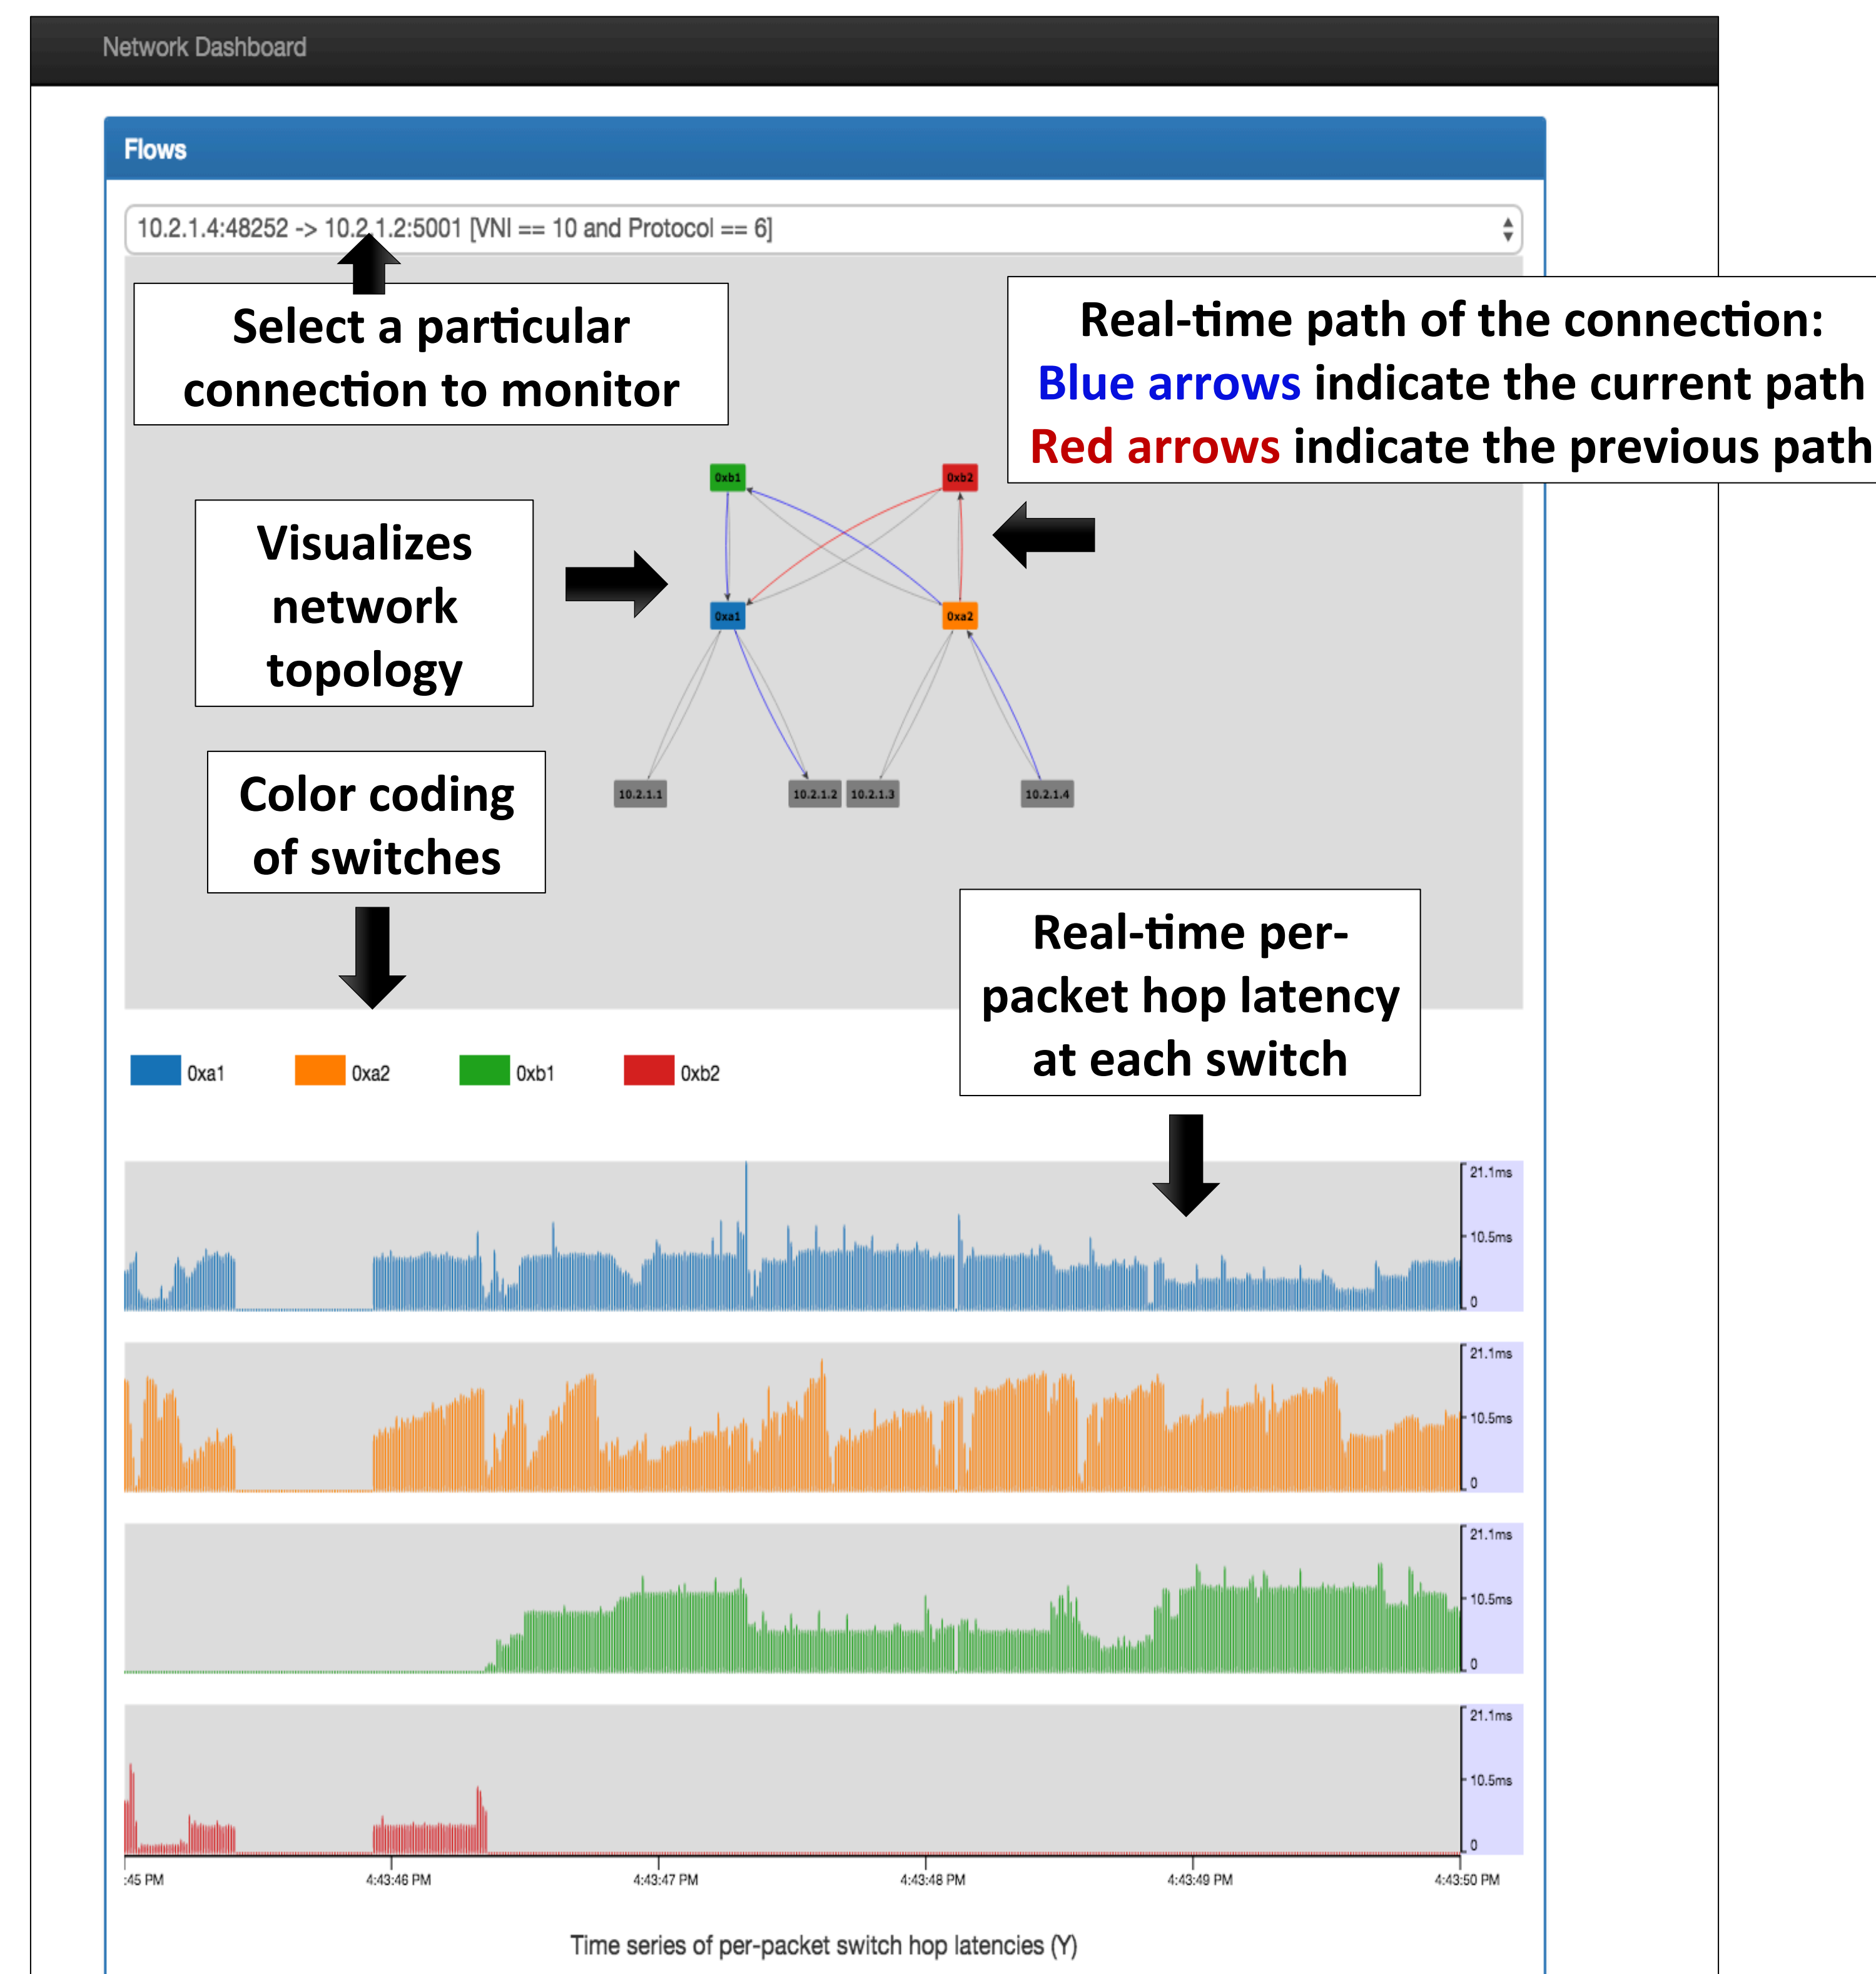 Network Dashboard
Flows
10.2.1.4:48252 -> 10.2.1.2:5001 [VNI == 10 and Protocol == 6]
Select a particular
connection to monitor
Real-time path of the connection:
Blue arrows indicate the current path
Red arrows indicate the previous path
0xb1
0xb2
Visualizes
network
topology
0xa1
0xa2
10.2.1.1
10.2.1.2
10.2.1.3
10.2.1.4
Color coding
of switches
Real-time per-
packet hop latency
at each switch
0xa1
0xa2
0xb1
0xb2
21.1ms
10.5ms
0
21.1ms
10.5ms
0
21.1ms
10.5ms
0
21.1ms
10.5ms
0
:45 PM
4:43:46 PM
4:43:47 PM
4:43:48 PM
4:43:49 PM
4:43:50 PM
Time series of per-packet switch hop latencies (Y)